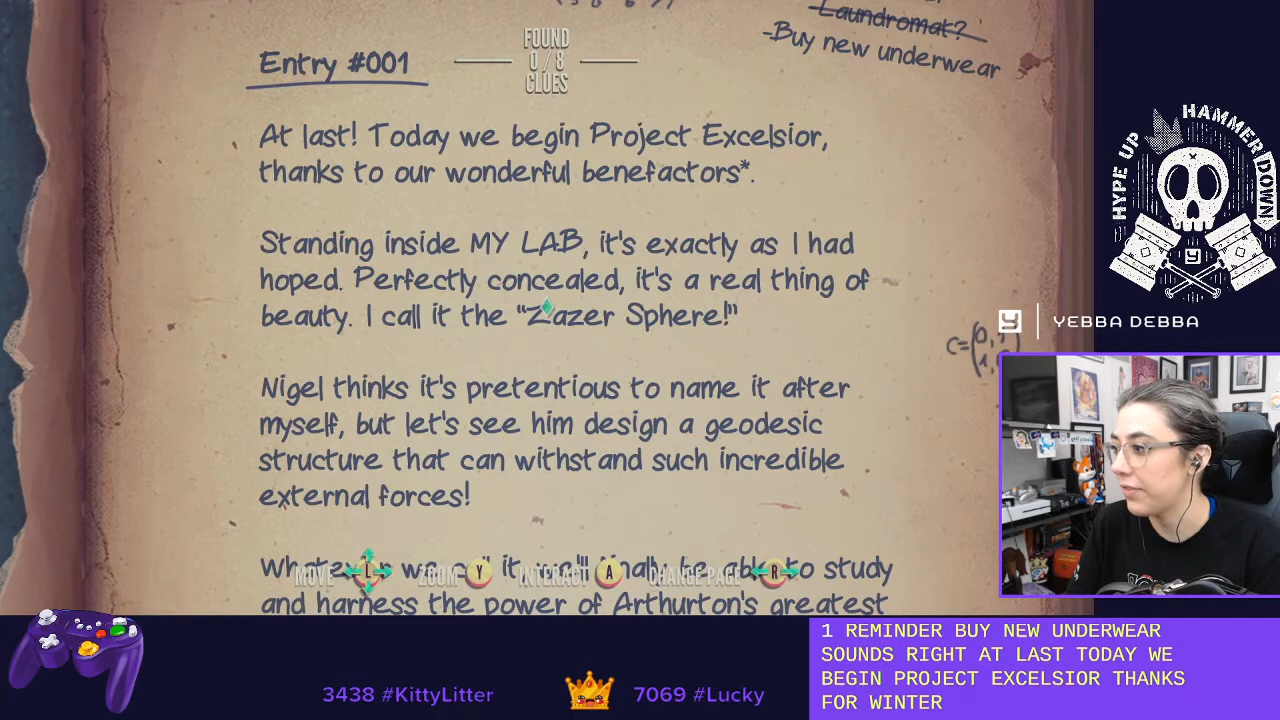 Laundromat?
-Buy new underwear
Entry #001
FOUND
0/8
CLUES
At last! Today we begin Project Excelsior,
thanks to our wonderful benefactors*.
Standing inside MY LAB, it's exactly as I had
hoped. Perfectly concealed, it's a real thing of
beauty. I call it the "Zazer Sphere!"
Nigel thinks it's pretentious to name it after
myself, but let's see him design a geodesic
structure that can withstand such incredible
external forces!
to study
and harness the power of Arthurton's greatest
MOVE L ZOOM Y INTERACT A CHANGE PAGE R
HYPE UP
HAMMER DOWN
YEBBA DEBBA
3438 #KittyLitter
7069 #Lucky
1 REMINDER BUY NEW UNDERWEAR
SOUNDS RIGHT AT LAST TODAY WE
BEGIN PROJECT EXCELSIOR THANKS
FOR WINTER